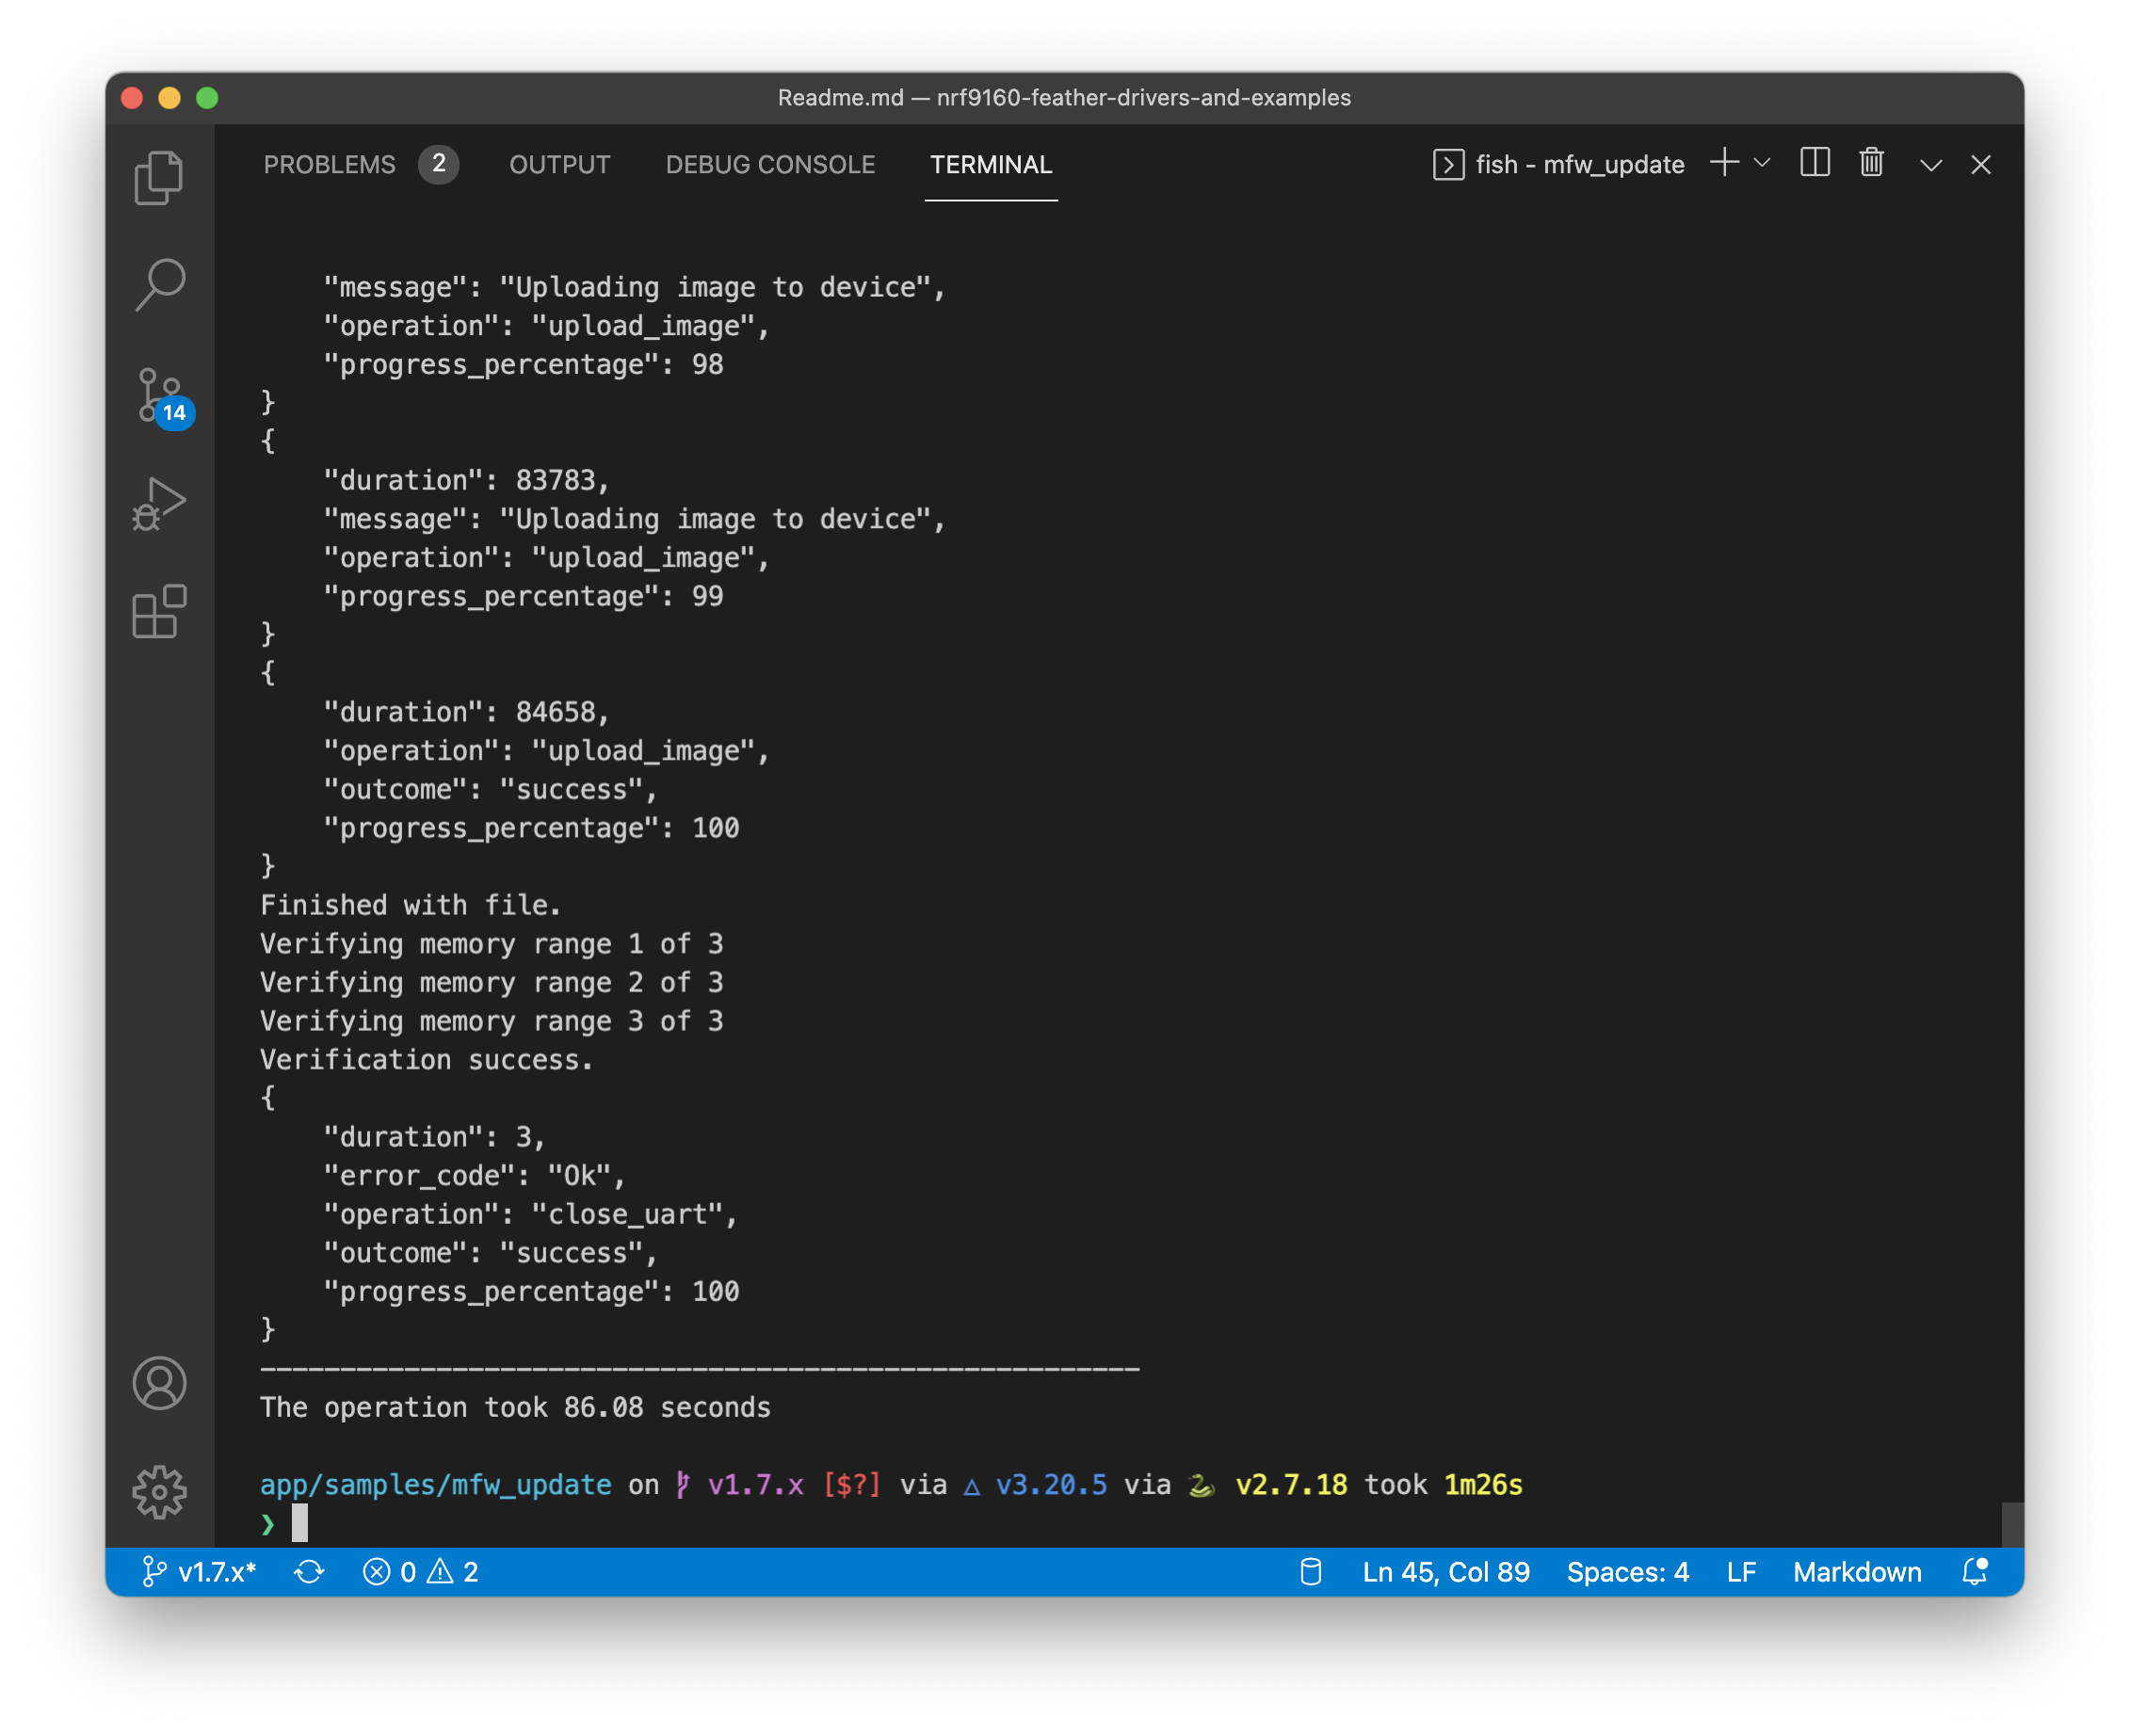 Readme.md — nrf9160-feather-drivers-and-examples
PROBLEMS 2 OUTPUT DEBUG CONSOLE TERMINAL fish - mfw_update
14
    "message": "Uploading image to device",
    "operation": "upload_image",
    "progress_percentage": 98
}
{
    "duration": 83783,
    "message": "Uploading image to device",
    "operation": "upload_image",
    "progress_percentage": 99
}
{
    "duration": 84658,
    "operation": "upload_image",
    "outcome": "success",
    "progress_percentage": 100
}
Finished with file.
Verifying memory range 1 of 3
Verifying memory range 2 of 3
Verifying memory range 3 of 3
Verification success.
{
    "duration": 3,
    "error_code": "Ok",
    "operation": "close_uart",
    "outcome": "success",
    "progress_percentage": 100
}
-------------------------------------------------------
The operation took 86.08 seconds
app/samples/mfw_update on v1.7.x [$?] via △ v3.20.5 via 🐍 v2.7.18 took 1m26s
❯
v1.7.x* 0 2 Ln 45, Col 89 Spaces: 4 LF Markdown